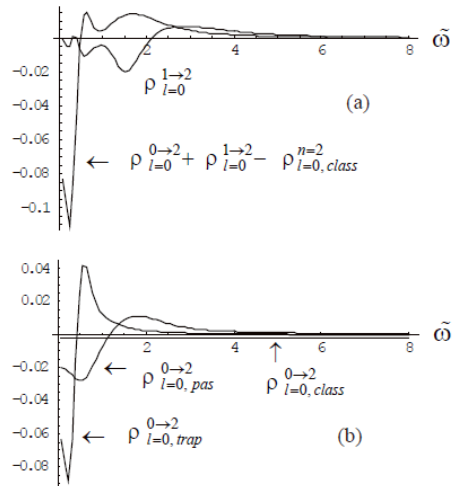 -0.02
-0.04
-0.06
-0.08
-0.1
2 4 6 8 ω̃
ρ^{1→2}_{l=0}
(a)
← ρ^{0→2}_{l=0} + ρ^{1→2}_{l=0} − ρ^{n=2}_{l=0, class}
0.04
0.02
-0.02
-0.04
-0.06
-0.08
2 4 6 8 ω̃
← ρ^{0→2}_{l=0, pas}
↑ ρ^{0→2}_{l=0, class}
← ρ^{0→2}_{l=0, trap}
(b)